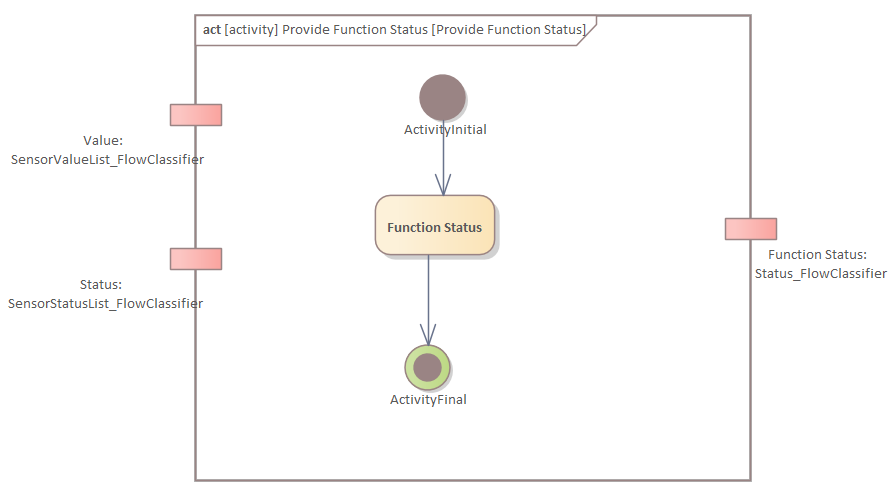 act [activity] Provide Function Status [Provide Function Status]
ActivityInitial
Value:
SensorValueList_FlowClassifier
Function Status
Function Status:
Status_FlowClassifier
Status:
SensorStatusList_FlowClassifier
ActivityFinal